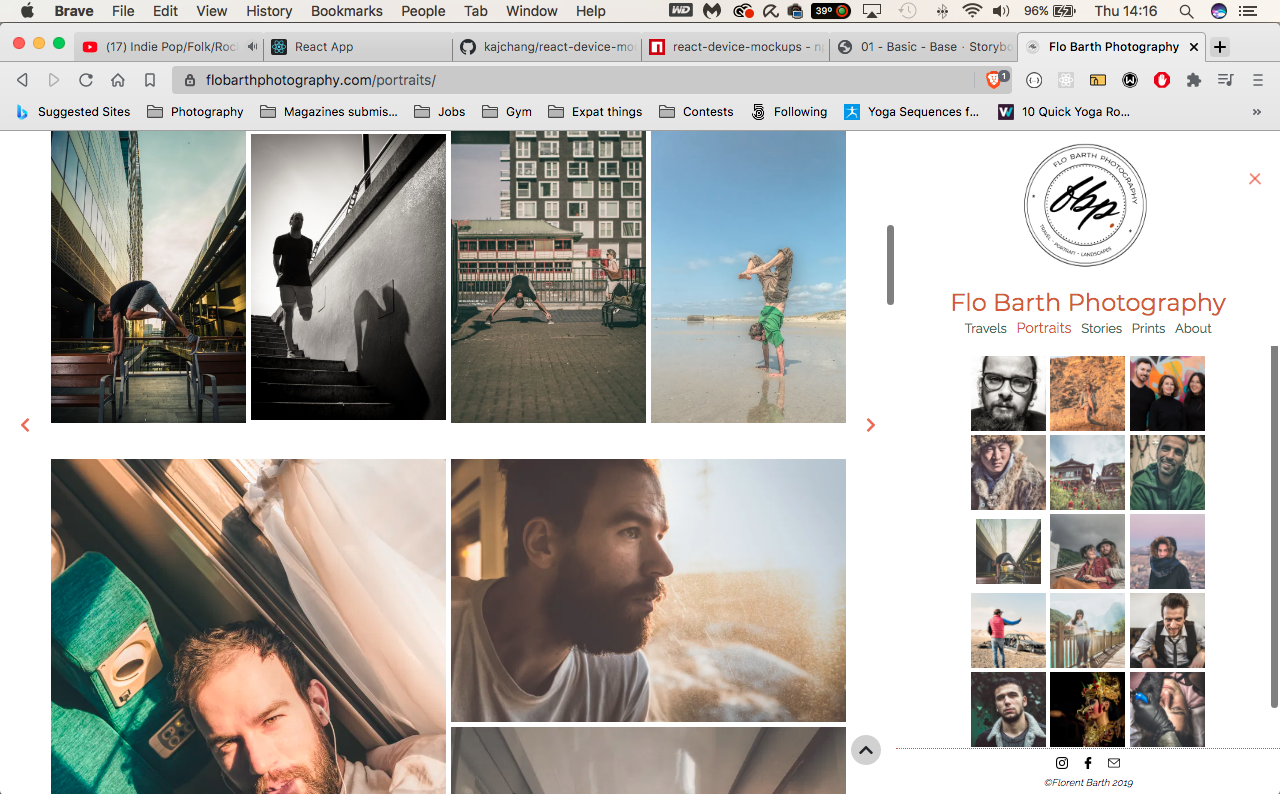 Brave File Edit View History Bookmarks People Tab Window Help WD 39° 96% Thu 14:16
(17) Indie Pop/Folk/Roc React App kajchang/react-device-mo react-device-mockups - n 01 - Basic - Base · Storyb Flo Barth Photography
flobarthphotography.com/portraits/ 1
Suggested Sites Photography Magazines submis... Jobs Gym Expat things Contests Following Yoga Sequences f... 10 Quick Yoga Ro... »
FLO BARTH PHOTOGRAPHY
fbp.
TRAVEL - PORTRAIT - LANDSCAPES
Flo Barth Photography
Travels Portraits Stories Prints About
©Florent Barth 2019